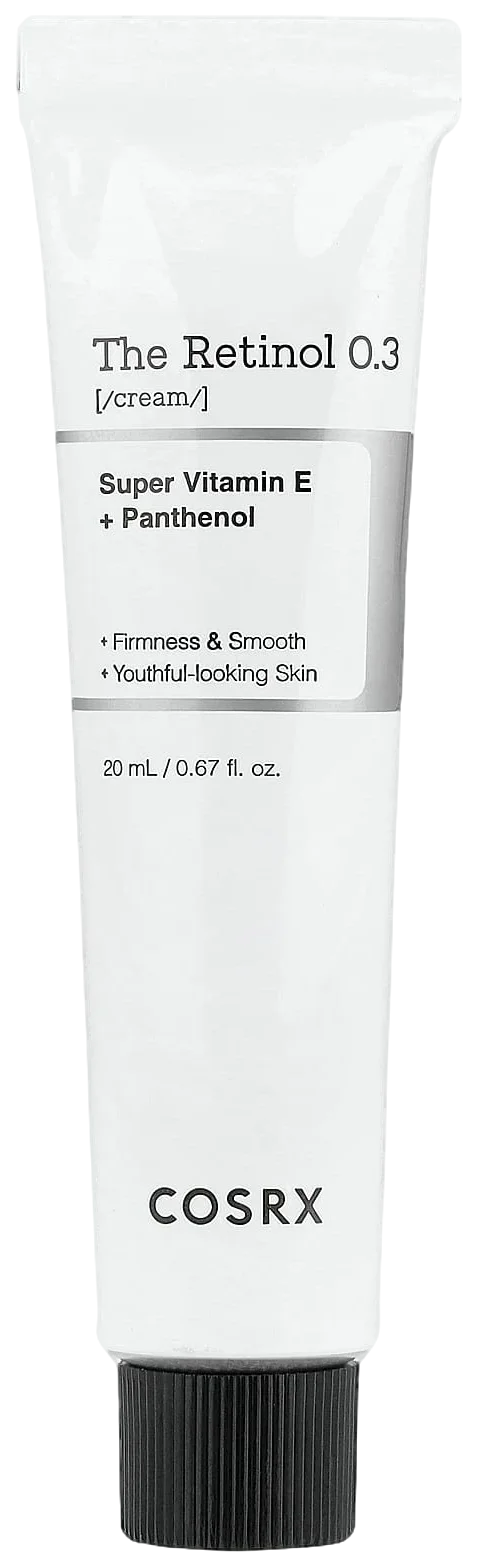 The Retinol 0.3
[/cream/]
Super Vitamin E
+ Panthenol
+ Firmness & Smooth
+ Youthful-looking Skin
20 mL / 0.67 fl. oz.
COSRX